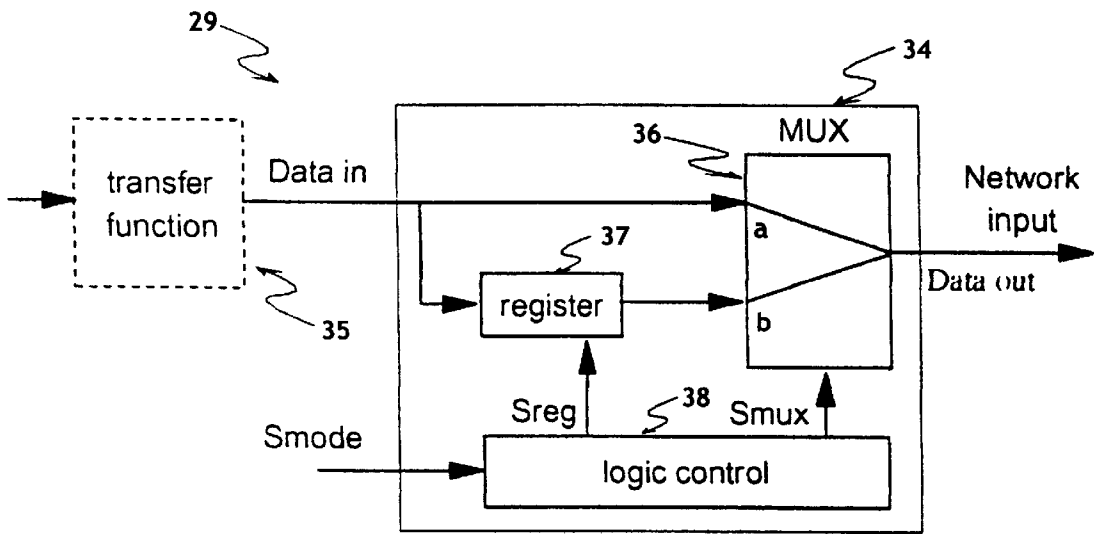 29
34
MUX
36
transfer
function
Data in
Network
input
a
37
Data out
register
b
35
Sreg
38
Smux
Smode
logic control